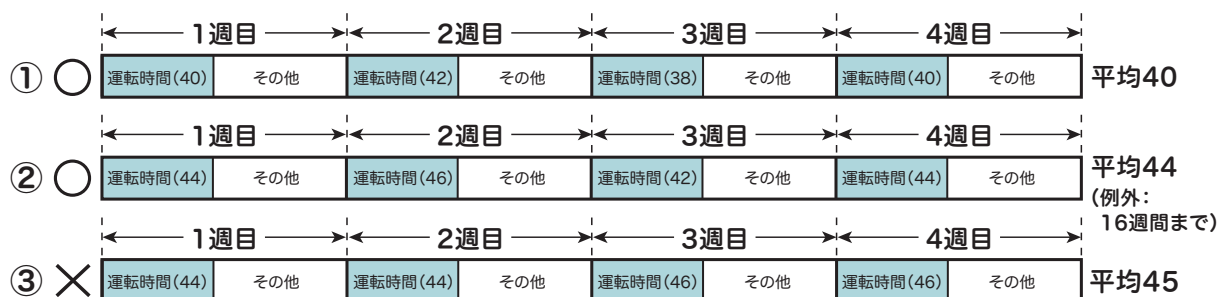 1週目 2週目 3週目 4週目
① ○ 運転時間(40) その他 運転時間(42) その他 運転時間(38) その他 運転時間(40) その他 平均40
1週目 2週目 3週目 4週目
② ○ 運転時間(44) その他 運転時間(46) その他 運転時間(42) その他 運転時間(44) その他 平均44
(例外:
16週間まで)
1週目 2週目 3週目 4週目
③ × 運転時間(44) その他 運転時間(44) その他 運転時間(46) その他 運転時間(46) その他 平均45